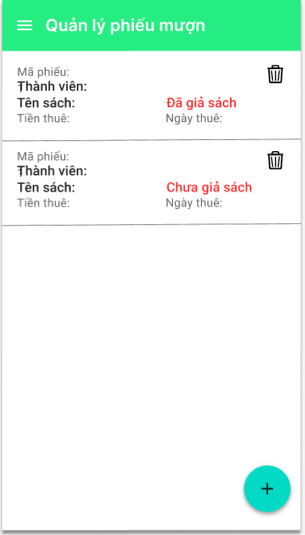 Quản lý phiếu mượn
Mã phiếu:
Thành viên:
Tên sách: Đã giả sách
Tiền thuê: Ngày thuê:
Mã phiếu:
Thành viên:
Tên sách: Chưa giả sách
Tiền thuê: Ngày thuê:
+